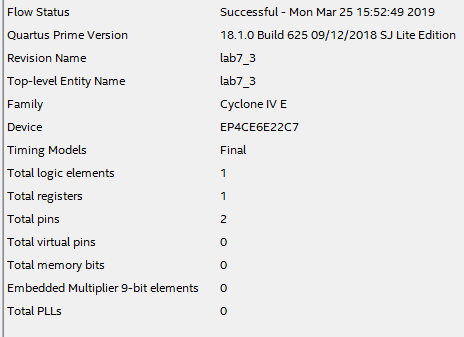 Flow Status Successful - Mon Mar 25 15:52:49 2019
Quartus Prime Version 18.1.0 Build 625 09/12/2018 SJ Lite Edition
Revision Name lab7_3
Top-level Entity Name lab7_3
Family Cyclone IV E
Device EP4CE6E22C7
Timing Models Final
Total logic elements 1
Total registers 1
Total pins 2
Total virtual pins 0
Total memory bits 0
Embedded Multiplier 9-bit elements 0
Total PLLs 0